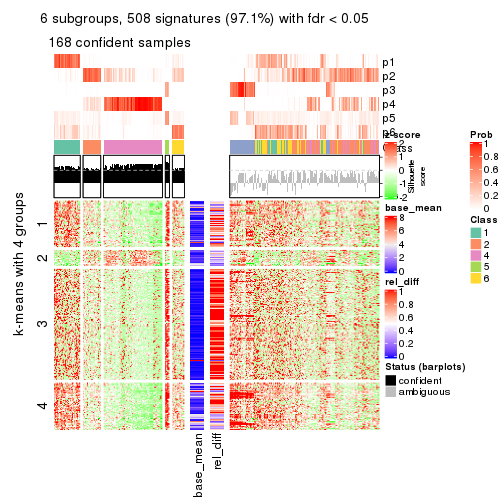 6 subgroups, 508 signatures (97.1%) with fdr < 0.05
168 confident samples
p1
p2
p3
p4
p5
p6
z-score
2
1
0
-1
-2
Class
Silhouette
score
Prob
1
0.8
0.6
0.4
0.2
0
Class
1
2
4
5
6
base_mean
8
6
4
2
0
rel_diff
1
0.8
0.6
0.4
0.2
0
Status (barplots)
confident
ambiguous
k-means with 4 groups
1
2
3
4
base_mean
rel_diff